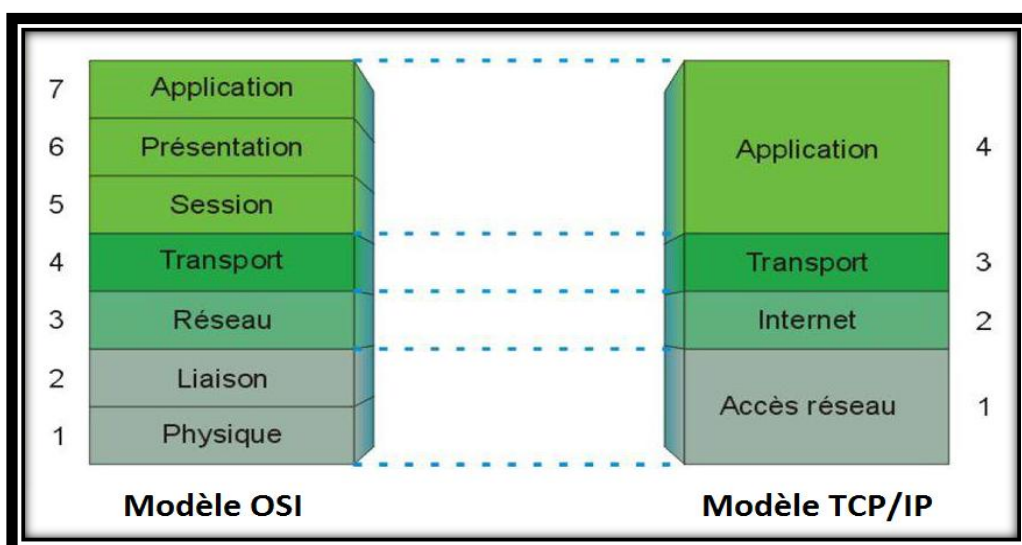 7 Application
6 Présentation
5 Session
4 Transport
3 Réseau
2 Liaison
1 Physique
Modèle OSI
Application 4
Transport 3
Internet 2
Accès réseau 1
Modèle TCP/IP